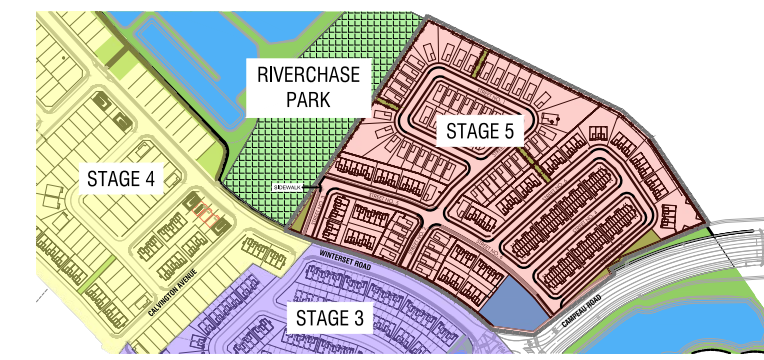 RIVERCHASE
PARK
STAGE 5
STAGE 4
SIDEWALK
WINTERSET ROAD
CALVINGTON AVENUE
CAMPEAU ROAD
STAGE 3